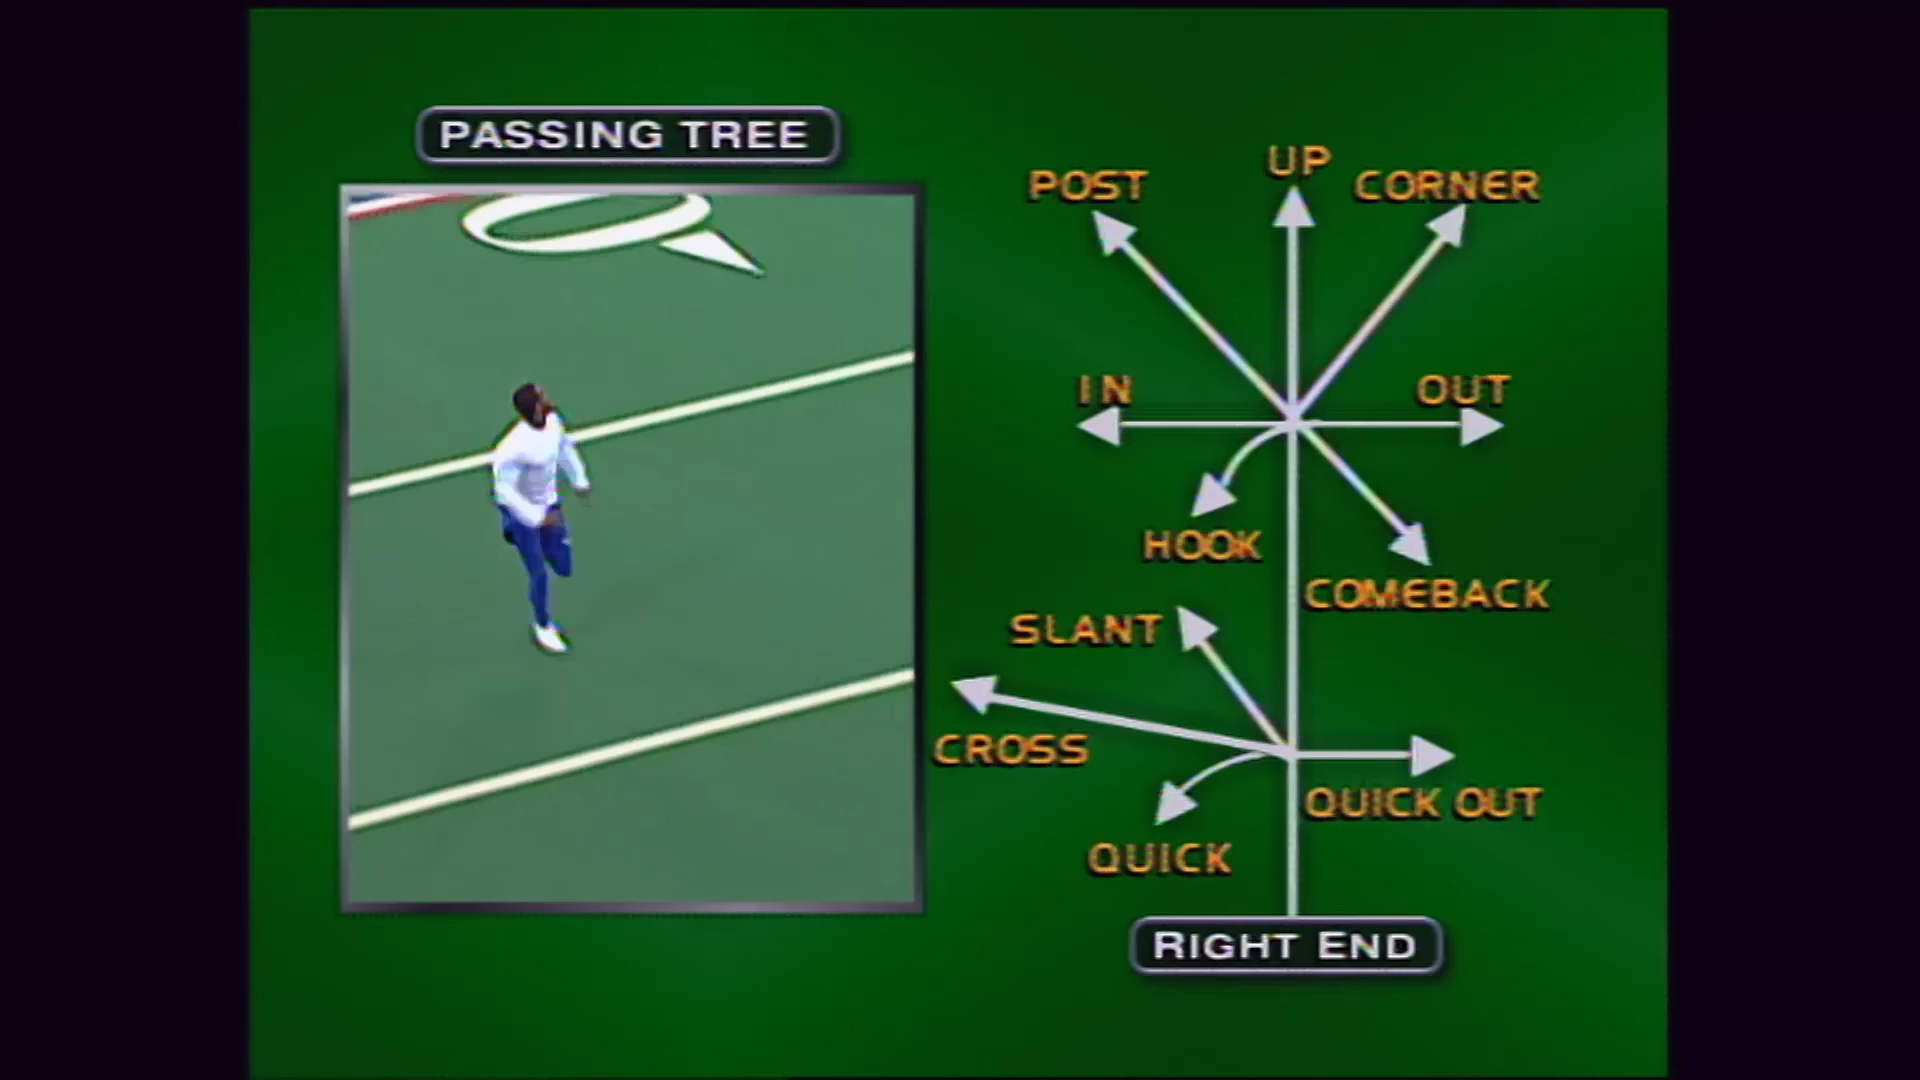 PASSING TREE
POST
UP
CORNER
IN
OUT
HOOK
COMEBACK
SLANT
CROSS
QUICK OUT
QUICK
RIGHT END